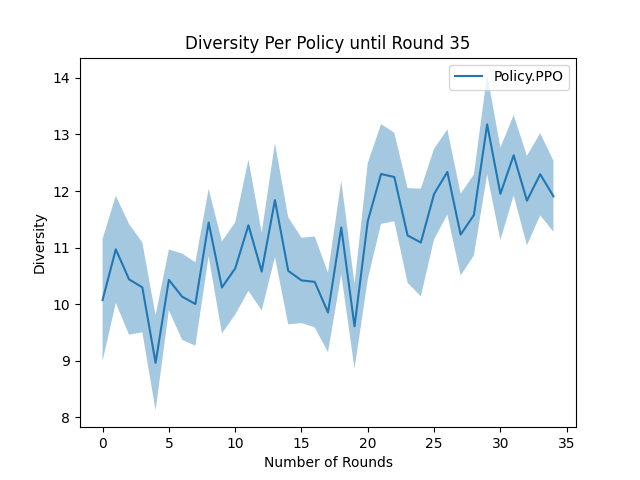 Diversity Per Policy until Round 35
Policy.PPO
14
13
12
11
10
9
8
Diversity
0 5 10 15 20 25 30 35
Number of Rounds